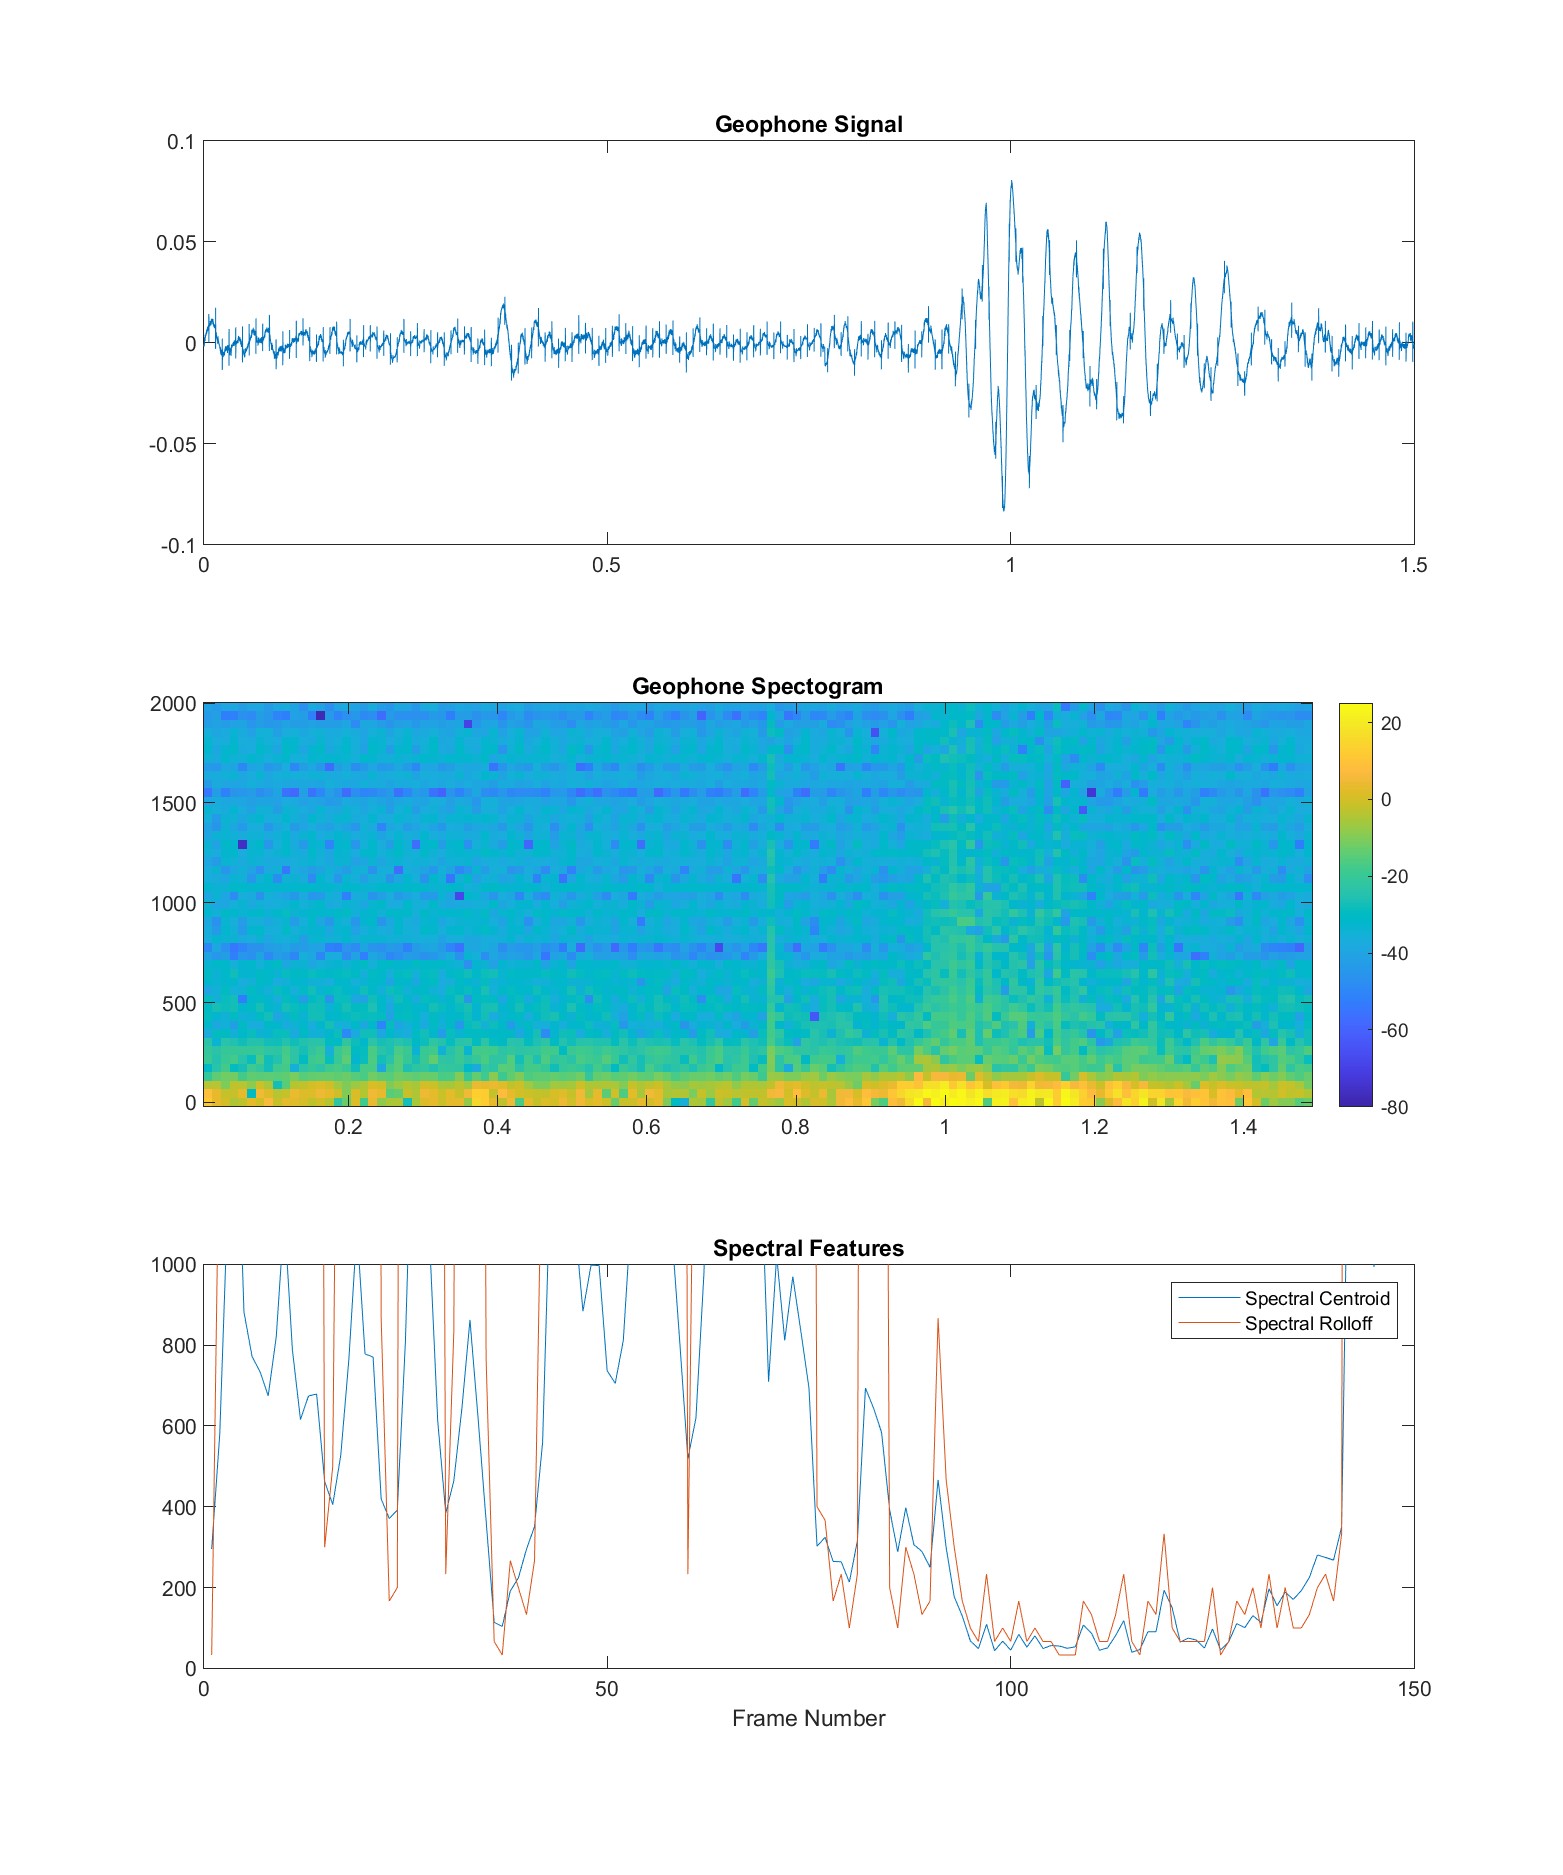 Geophone Signal
0.1
0.05
0
-0.05
-0.1
0 0.5 1 1.5
Geophone Spectogram
2000
1500
1000
500
0
0.2 0.4 0.6 0.8 1 1.2 1.4
20
0
-20
-40
-60
-80
Spectral Features
1000
800
600
400
200
0
Spectral Centroid
Spectral Rolloff
0 50 100 150
Frame Number